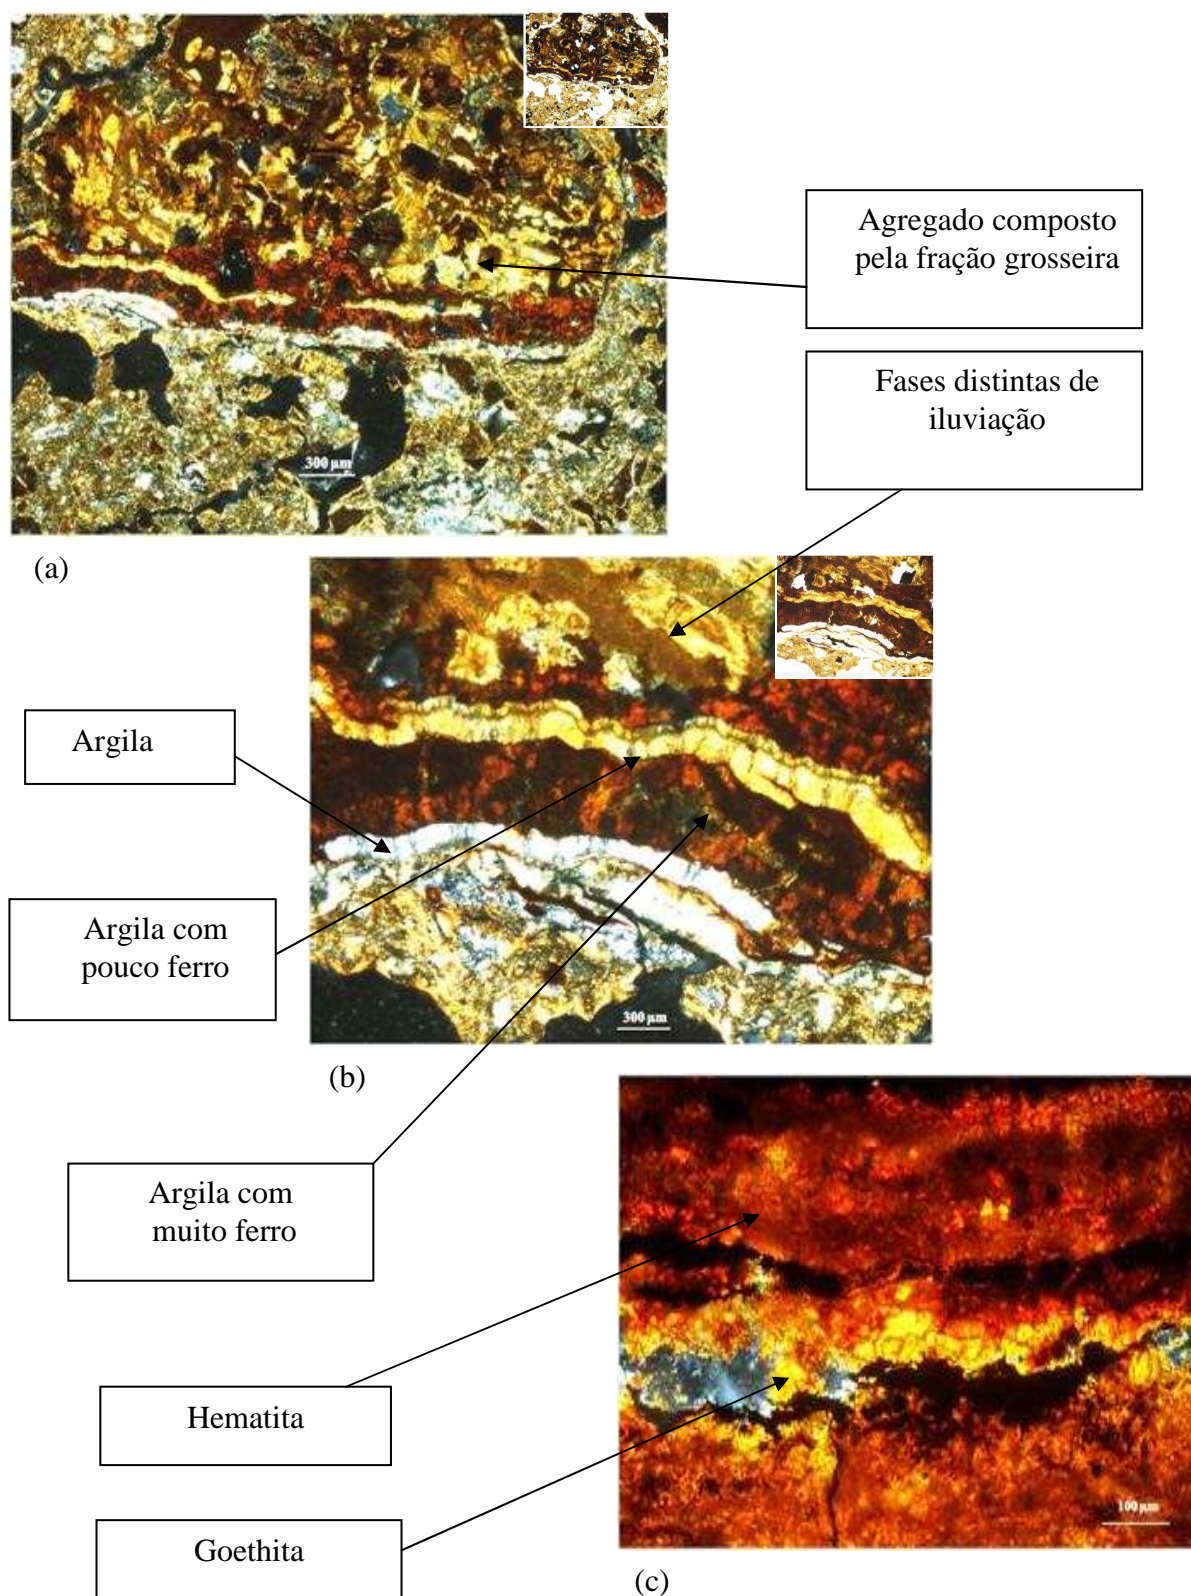 Agregado composto
pela fração grosseira
Fases distintas de
iluviação
300 µm
(a)
Argila
Argila com
pouco ferro
300 µm
(b)
Argila com
muito ferro
Hematita
Goethita
100 µm
(c)